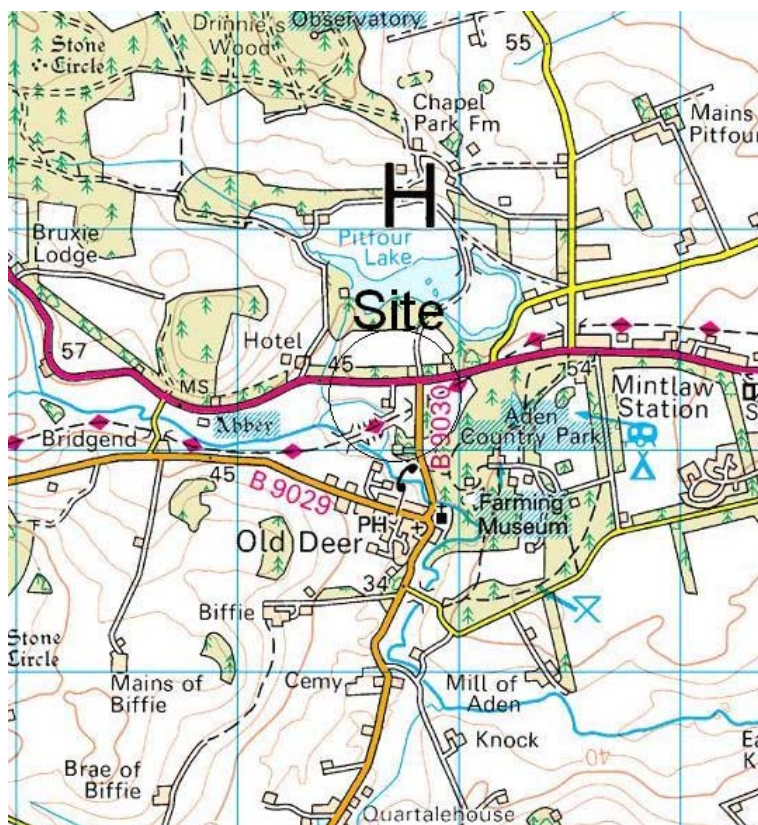 Observatory
Drinnie's
Wood
Stone
Circle
55
Chapel
Park Fm
Mains
Pitfour
H
Bruxie
Lodge
Pitfour
Lake
Site
Hotel
45
57
MS
54
Mintlaw
Station
S
Abbey
B 9030
Aden
Country Park
Bridgend
45
B 9029
PH
Farming
Museum
Old Deer
34
Biffie
Stone
Circle
Mains of
Biffie
Cemy
Mill of
Aden
Knock
40
Ea
K
Brae of
Biffie
Quartalehouse